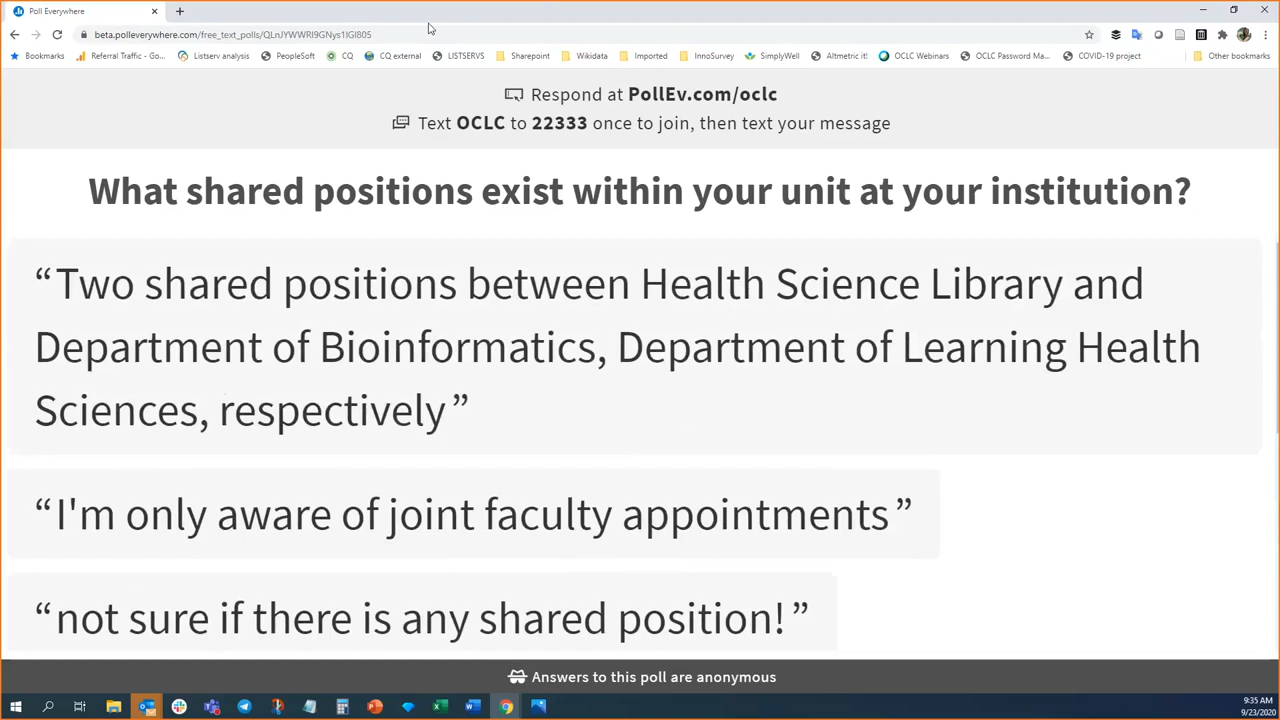 Poll Everywhere
beta.polleverywhere.com/free_text_polls/QLnJYWWRI9GNys1IGI805
Bookmarks Referral Traffic - Go... Listserv analysis PeopleSoft CQ CQ external LISTSERVS Sharepoint Wikidata Imported InnoSurvey SimplyWell Altmetric it! OCLC Webinars OCLC Password Ma... COVID-19 project Other bookmarks
Respond at PollEv.com/oclc
Text OCLC to 22333 once to join, then text your message
What shared positions exist within your unit at your institution?
“Two shared positions between Health Science Library and
Department of Bioinformatics, Department of Learning Health
Sciences, respectively”
“I'm only aware of joint faculty appointments”
“not sure if there is any shared position!”
Answers to this poll are anonymous
9:35 AM
9/23/2020